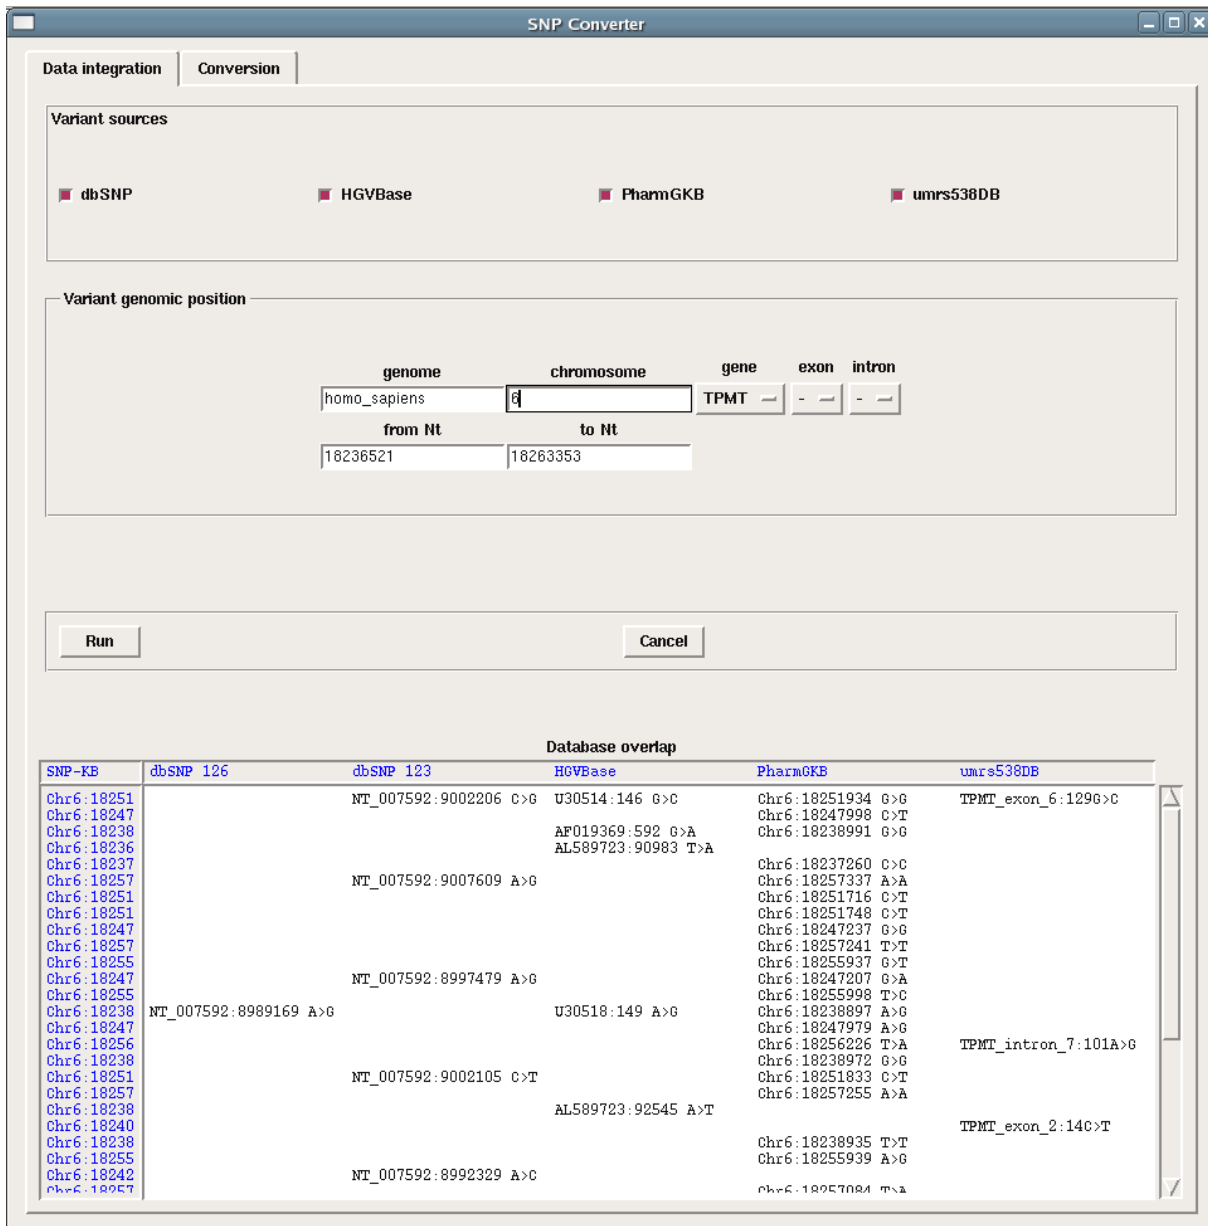 SNP Converter
Data integration Conversion
Variant sources
dbSNP HGVBase PharmGKB umrs538DB
Variant genomic position
genome chromosome gene exon intron
homo_sapiens 6 TPMT - -
from Nt to Nt
18236521 18263353
Run Cancel
Database overlap
SNP-KB dbSNP 126 dbSNP 123 HGVBase PharmGKB umrs538DB
Chr6:18251 NT_007592:9002206 C>G U30514:146 G>C Chr6:18251934 G>G TPMT_exon_6:129G>C
Chr6:18247 Chr6:18247998 C>T
Chr6:18238 AF019369:592 G>A Chr6:18238991 G>G
Chr6:18236 AL589723:90983 T>A
Chr6:18237 Chr6:18237260 C>C
Chr6:18257 NT_007592:9007609 A>G Chr6:18257337 A>A
Chr6:18251 Chr6:18251716 C>T
Chr6:18251 Chr6:18251748 C>T
Chr6:18247 Chr6:18247237 G>G
Chr6:18257 Chr6:18257241 T>T
Chr6:18255 Chr6:18255937 G>T
Chr6:18247 NT_007592:8997479 A>G Chr6:18247207 G>A
Chr6:18255 Chr6:18255998 T>C
Chr6:18238 NT_007592:8989169 A>G U30518:149 A>G Chr6:18238897 A>G
Chr6:18247 Chr6:18247979 A>G
Chr6:18256 Chr6:18256226 T>A TPMT_intron_7:101A>G
Chr6:18238 Chr6:18238972 G>G
Chr6:18251 NT_007592:9002105 C>T Chr6:18251833 C>T
Chr6:18257 Chr6:18257255 A>A
Chr6:18238 AL589723:92545 A>T
Chr6:18240 TPMT_exon_2:14C>T
Chr6:18238 Chr6:18238935 T>T
Chr6:18255 Chr6:18255939 A>G
Chr6:18242 NT_007592:8992329 A>C
Chr6:18257 Chr6:18257084 T>A